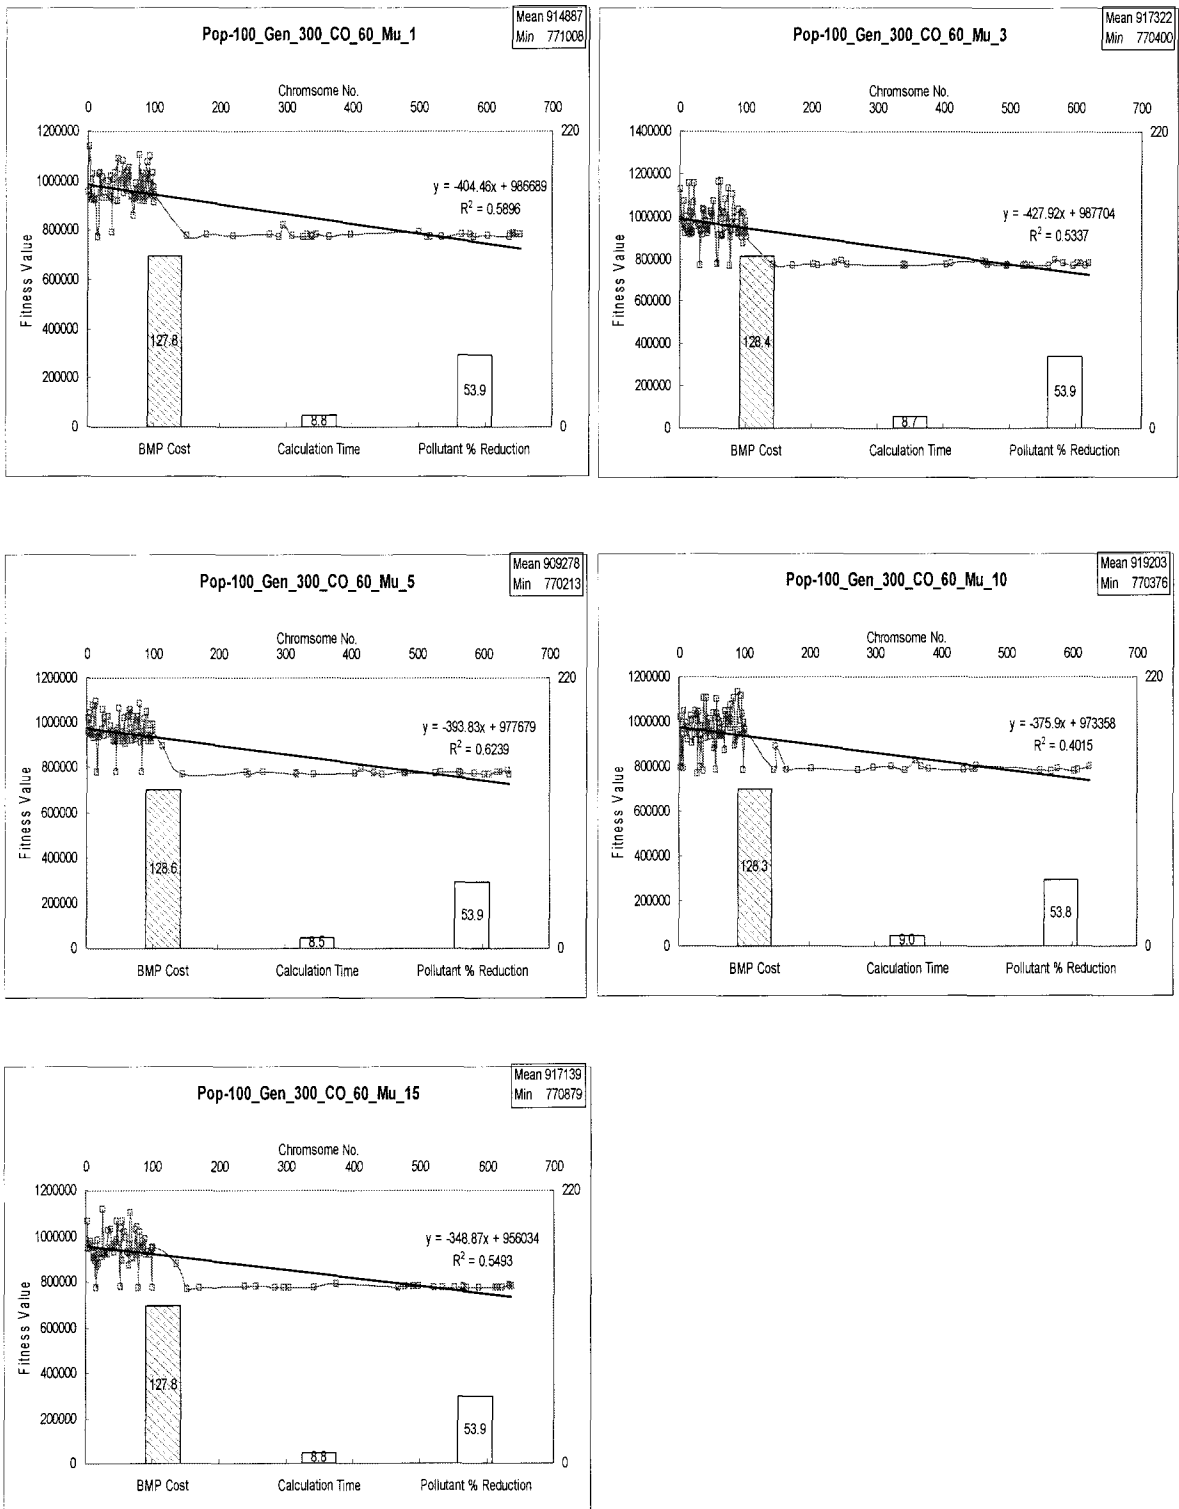 Mean 914887
Min 771008
Pop-100_Gen_300_CO_60_Mu_1
Chromsome No.
0 100 200 300 400 500 600 700
1200000 220
1000000
800000
600000
400000
200000
0 0
Fitness Value
y = -404.46x + 986689
R² = 0.5896
127.8
8.8
53.9
BMP Cost Calculation Time Pollutant % Reduction
Mean 917322
Min 770400
Pop-100_Gen_300_CO_60_Mu_3
Chromsome No.
0 100 200 300 400 500 600 700
1400000 220
1200000
1000000
800000
600000
400000
200000
0 0
Fitness Value
y = -427.92x + 987704
R² = 0.5337
128.4
8.7
53.9
BMP Cost Calculation Time Pollutant % Reduction
Mean 909278
Min 770213
Pop-100_Gen_300_CO_60_Mu_5
Chromsome No.
0 100 200 300 400 500 600 700
1200000 220
1000000
800000
600000
400000
200000
0 0
Fitness Value
y = -393.83x + 977679
R² = 0.6239
128.6
8.5
53.9
BMP Cost Calculation Time Pollutant % Reduction
Mean 919203
Min 770376
Pop-100_Gen_300_CO_60_Mu_10
Chromsome No.
0 100 200 300 400 500 600 700
1200000 220
1000000
800000
600000
400000
200000
0 0
Fitness Value
y = -375.9x + 973358
R² = 0.4015
128.3
9.0
53.8
BMP Cost Calculation Time Pollutant % Reduction
Mean 917139
Min 770879
Pop-100_Gen_300_CO_60_Mu_15
Chromsome No.
0 100 200 300 400 500 600 700
1200000 220
1000000
800000
600000
400000
200000
0 0
Fitness Value
y = -348.87x + 956034
R² = 0.5493
127.8
8.8
53.9
BMP Cost Calculation Time Pollutant % Reduction